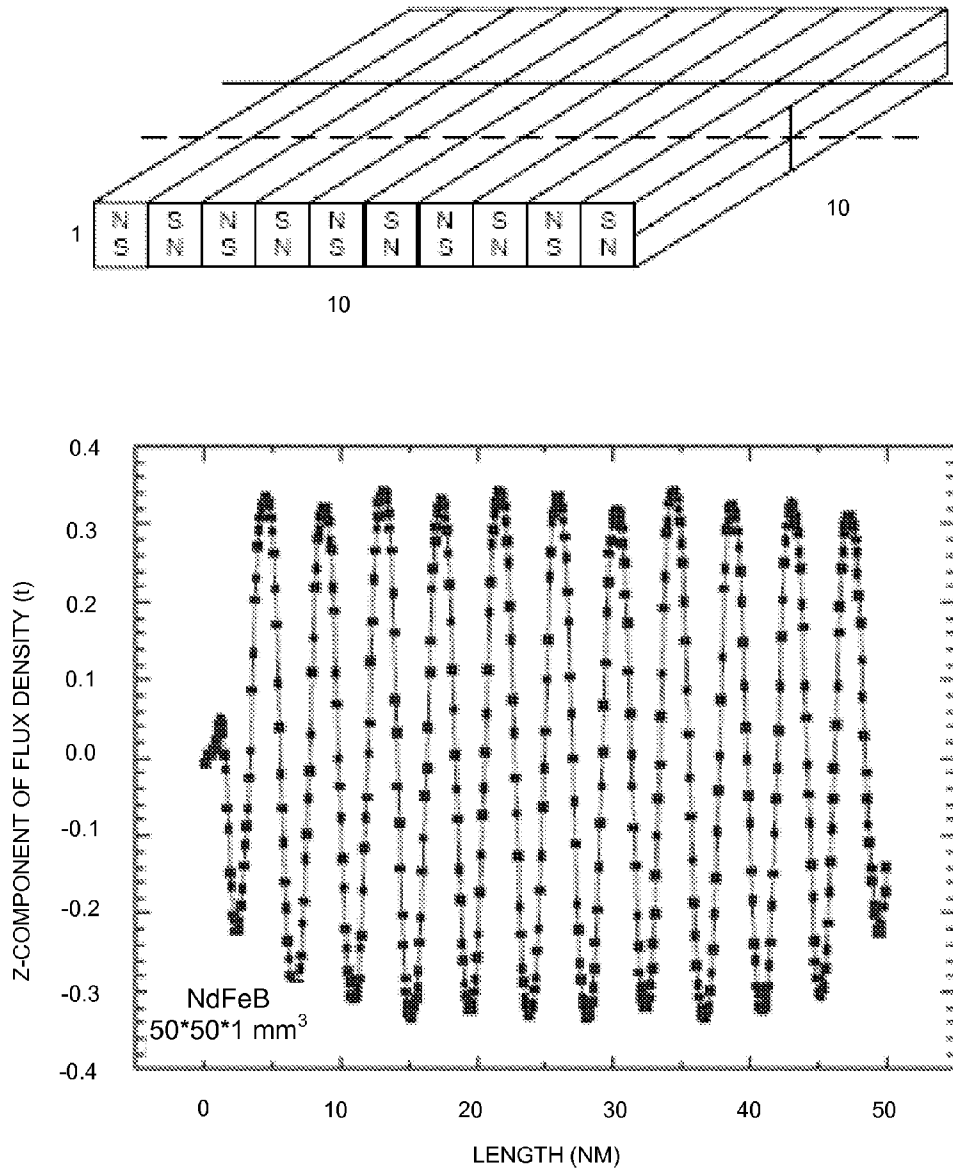 1
N S N S N S N S N S
S N S N S N S N S N
10
10
0.4
0.3
0.2
0.1
0.0
-0.1
-0.2
-0.3
-0.4
Z-COMPONENT OF FLUX DENSITY (t)
NdFeB
50*50*1 mm³
0 10 20 30 40 50
LENGTH (NM)